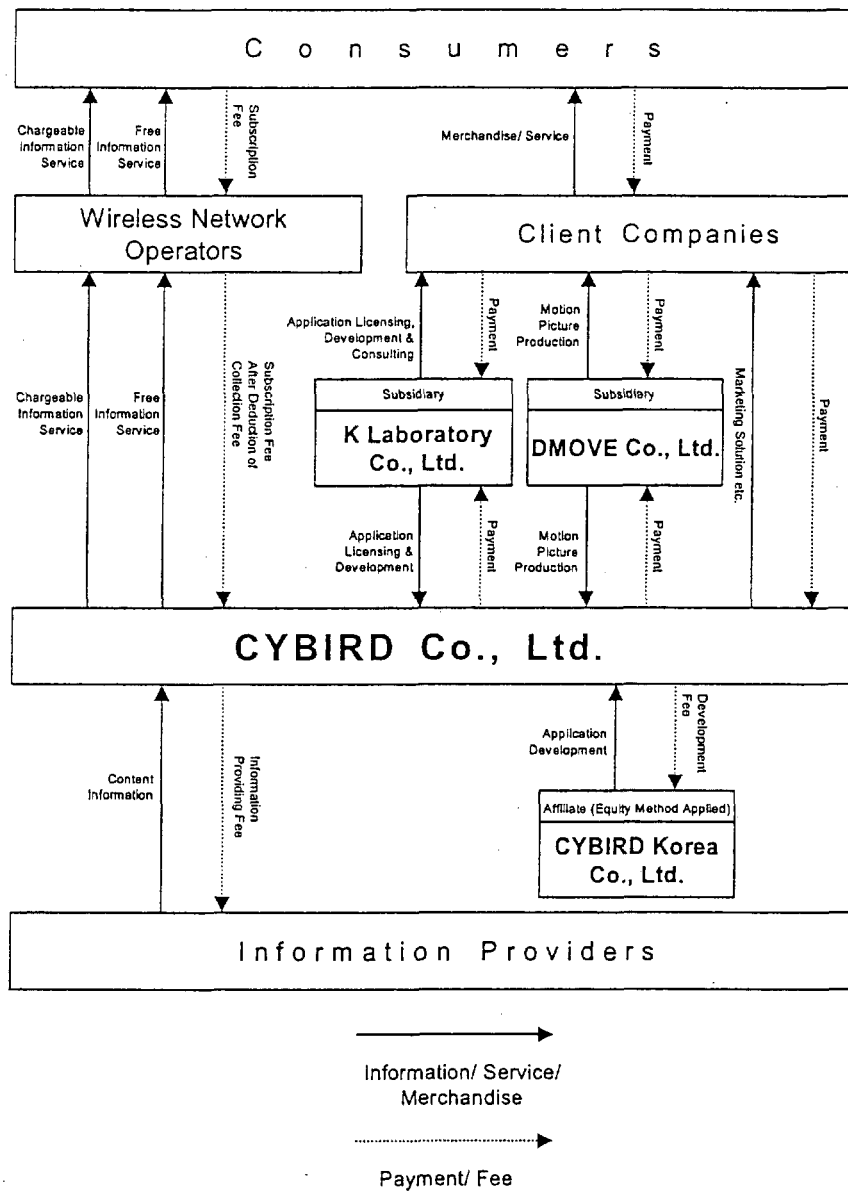 Consumers
Chargeable
Information
Service
Free
Information
Service
Subscription
Fee
Merchandise/ Service
Payment
Wireless Network
Operators
Client Companies
Application Licensing,
Development &
Consulting
Payment
Motion
Picture
Production
Payment
Chargeable
Information
Service
Free
Information
Service
Subscription Fee
After Deduction of
Collection Fee
Subsidiary
K Laboratory
Co., Ltd.
Subsidiary
DMOVE Co., Ltd.
Marketing Solution etc.
Payment
Application
Licensing &
Development
Payment
Motion
Picture
Production
Payment
CYBIRD Co., Ltd.
Content
Information
Information
Providing Fee
Application
Development
Development
Fee
Affiliate (Equity Method Applied)
CYBIRD Korea
Co., Ltd.
Information Providers
Information/ Service/
Merchandise
Payment/ Fee